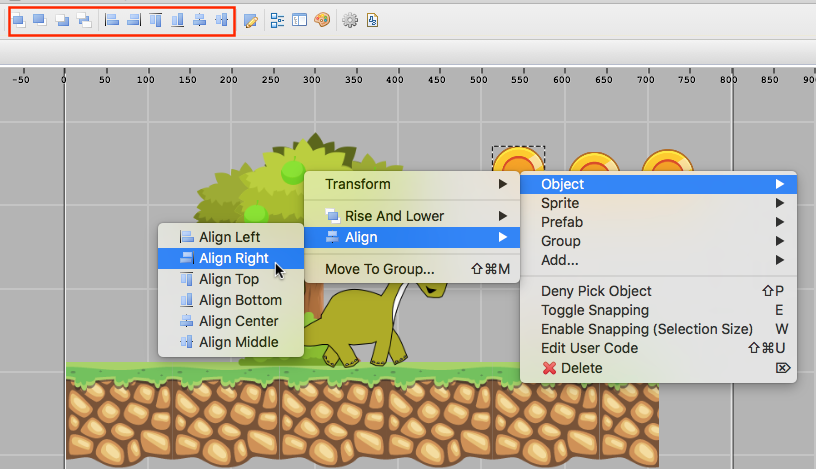 -50 0 50 100 150 200 250 300 350 400 450 500 550 600 650 700 750 800 850 900
Transform
Rise And Lower
Align
Move To Group... ⇧⌘M
Object
Sprite
Prefab
Group
Add...
Deny Pick Object ⇧P
Toggle Snapping E
Enable Snapping (Selection Size) W
Edit User Code ⇧⌘U
Delete ⌦
Align Left
Align Right
Align Top
Align Bottom
Align Center
Align Middle